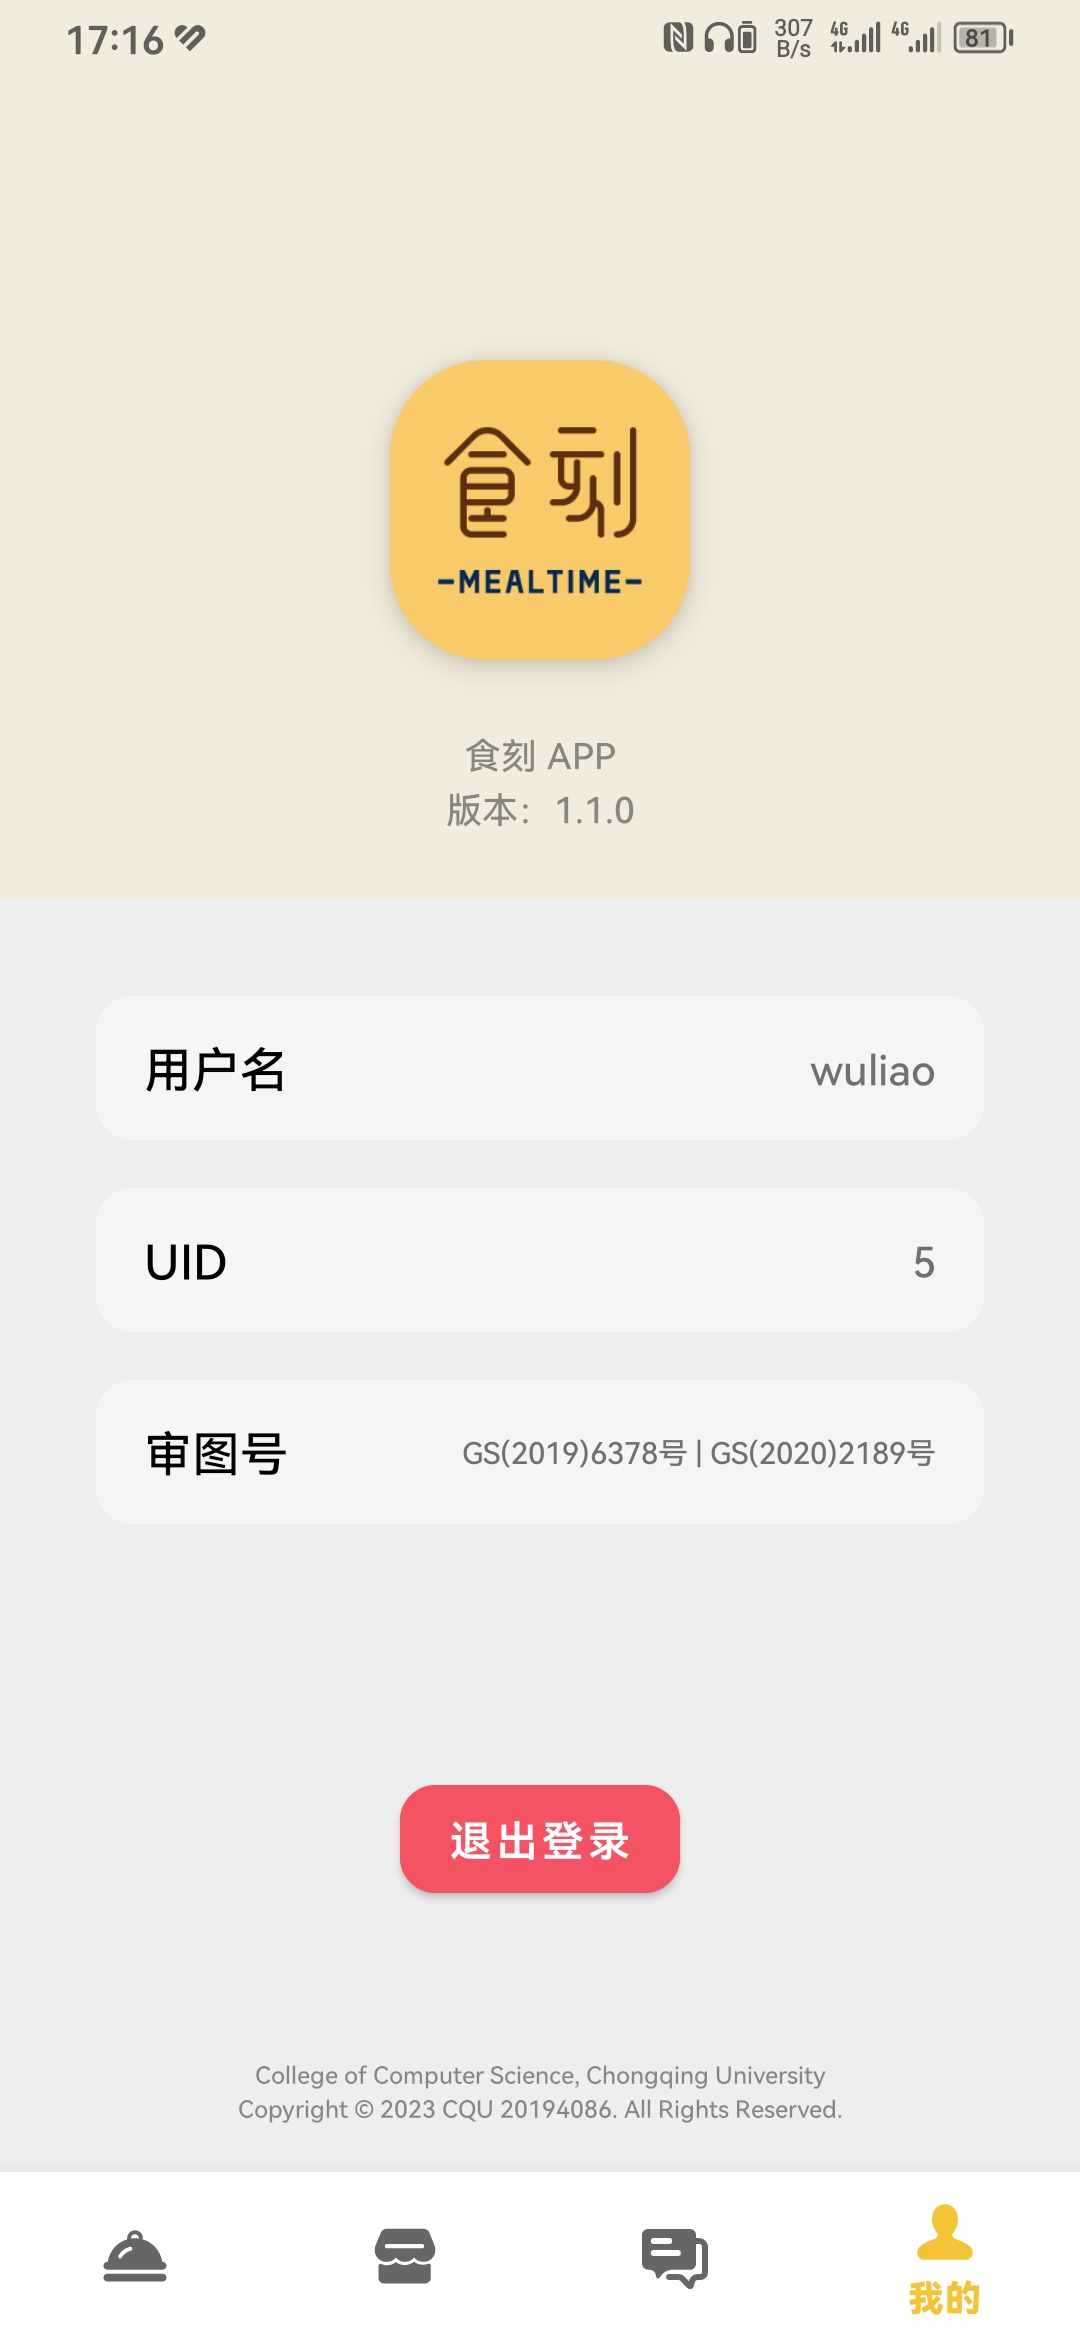 17:16
307
B/s
4G
4G
81
食刻
-MEALTIME-
食刻 APP
版本：1.1.0
用户名
wuliao
UID
5
审图号
GS(2019)6378号 | GS(2020)2189号
退出登录
College of Computer Science, Chongqing University
Copyright © 2023 CQU 20194086. All Rights Reserved.
我的